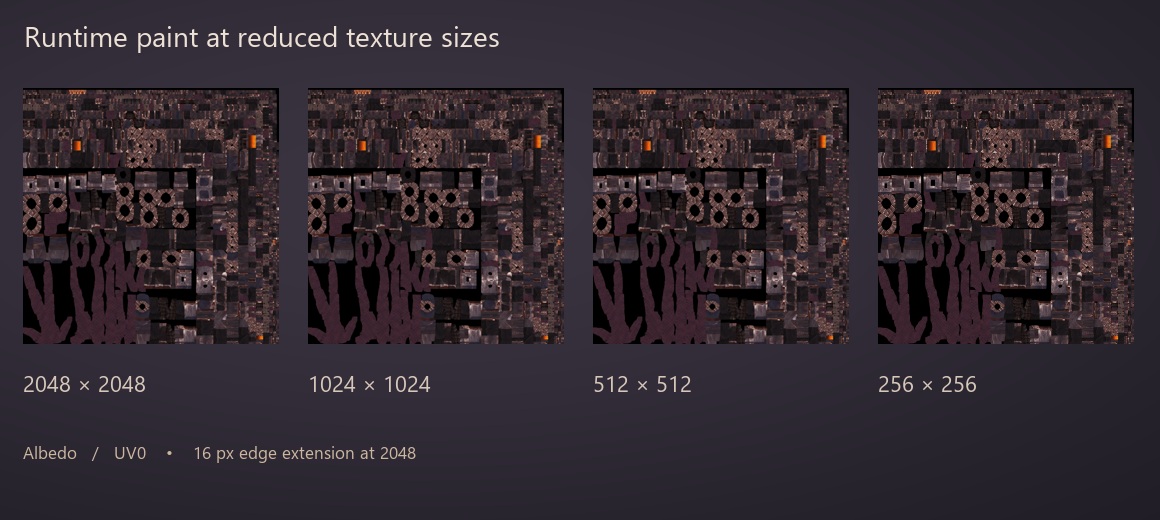 Runtime paint at reduced texture sizes
2048 × 2048
1024 × 1024
512 × 512
256 × 256
Albedo / UV0 • 16 px edge extension at 2048